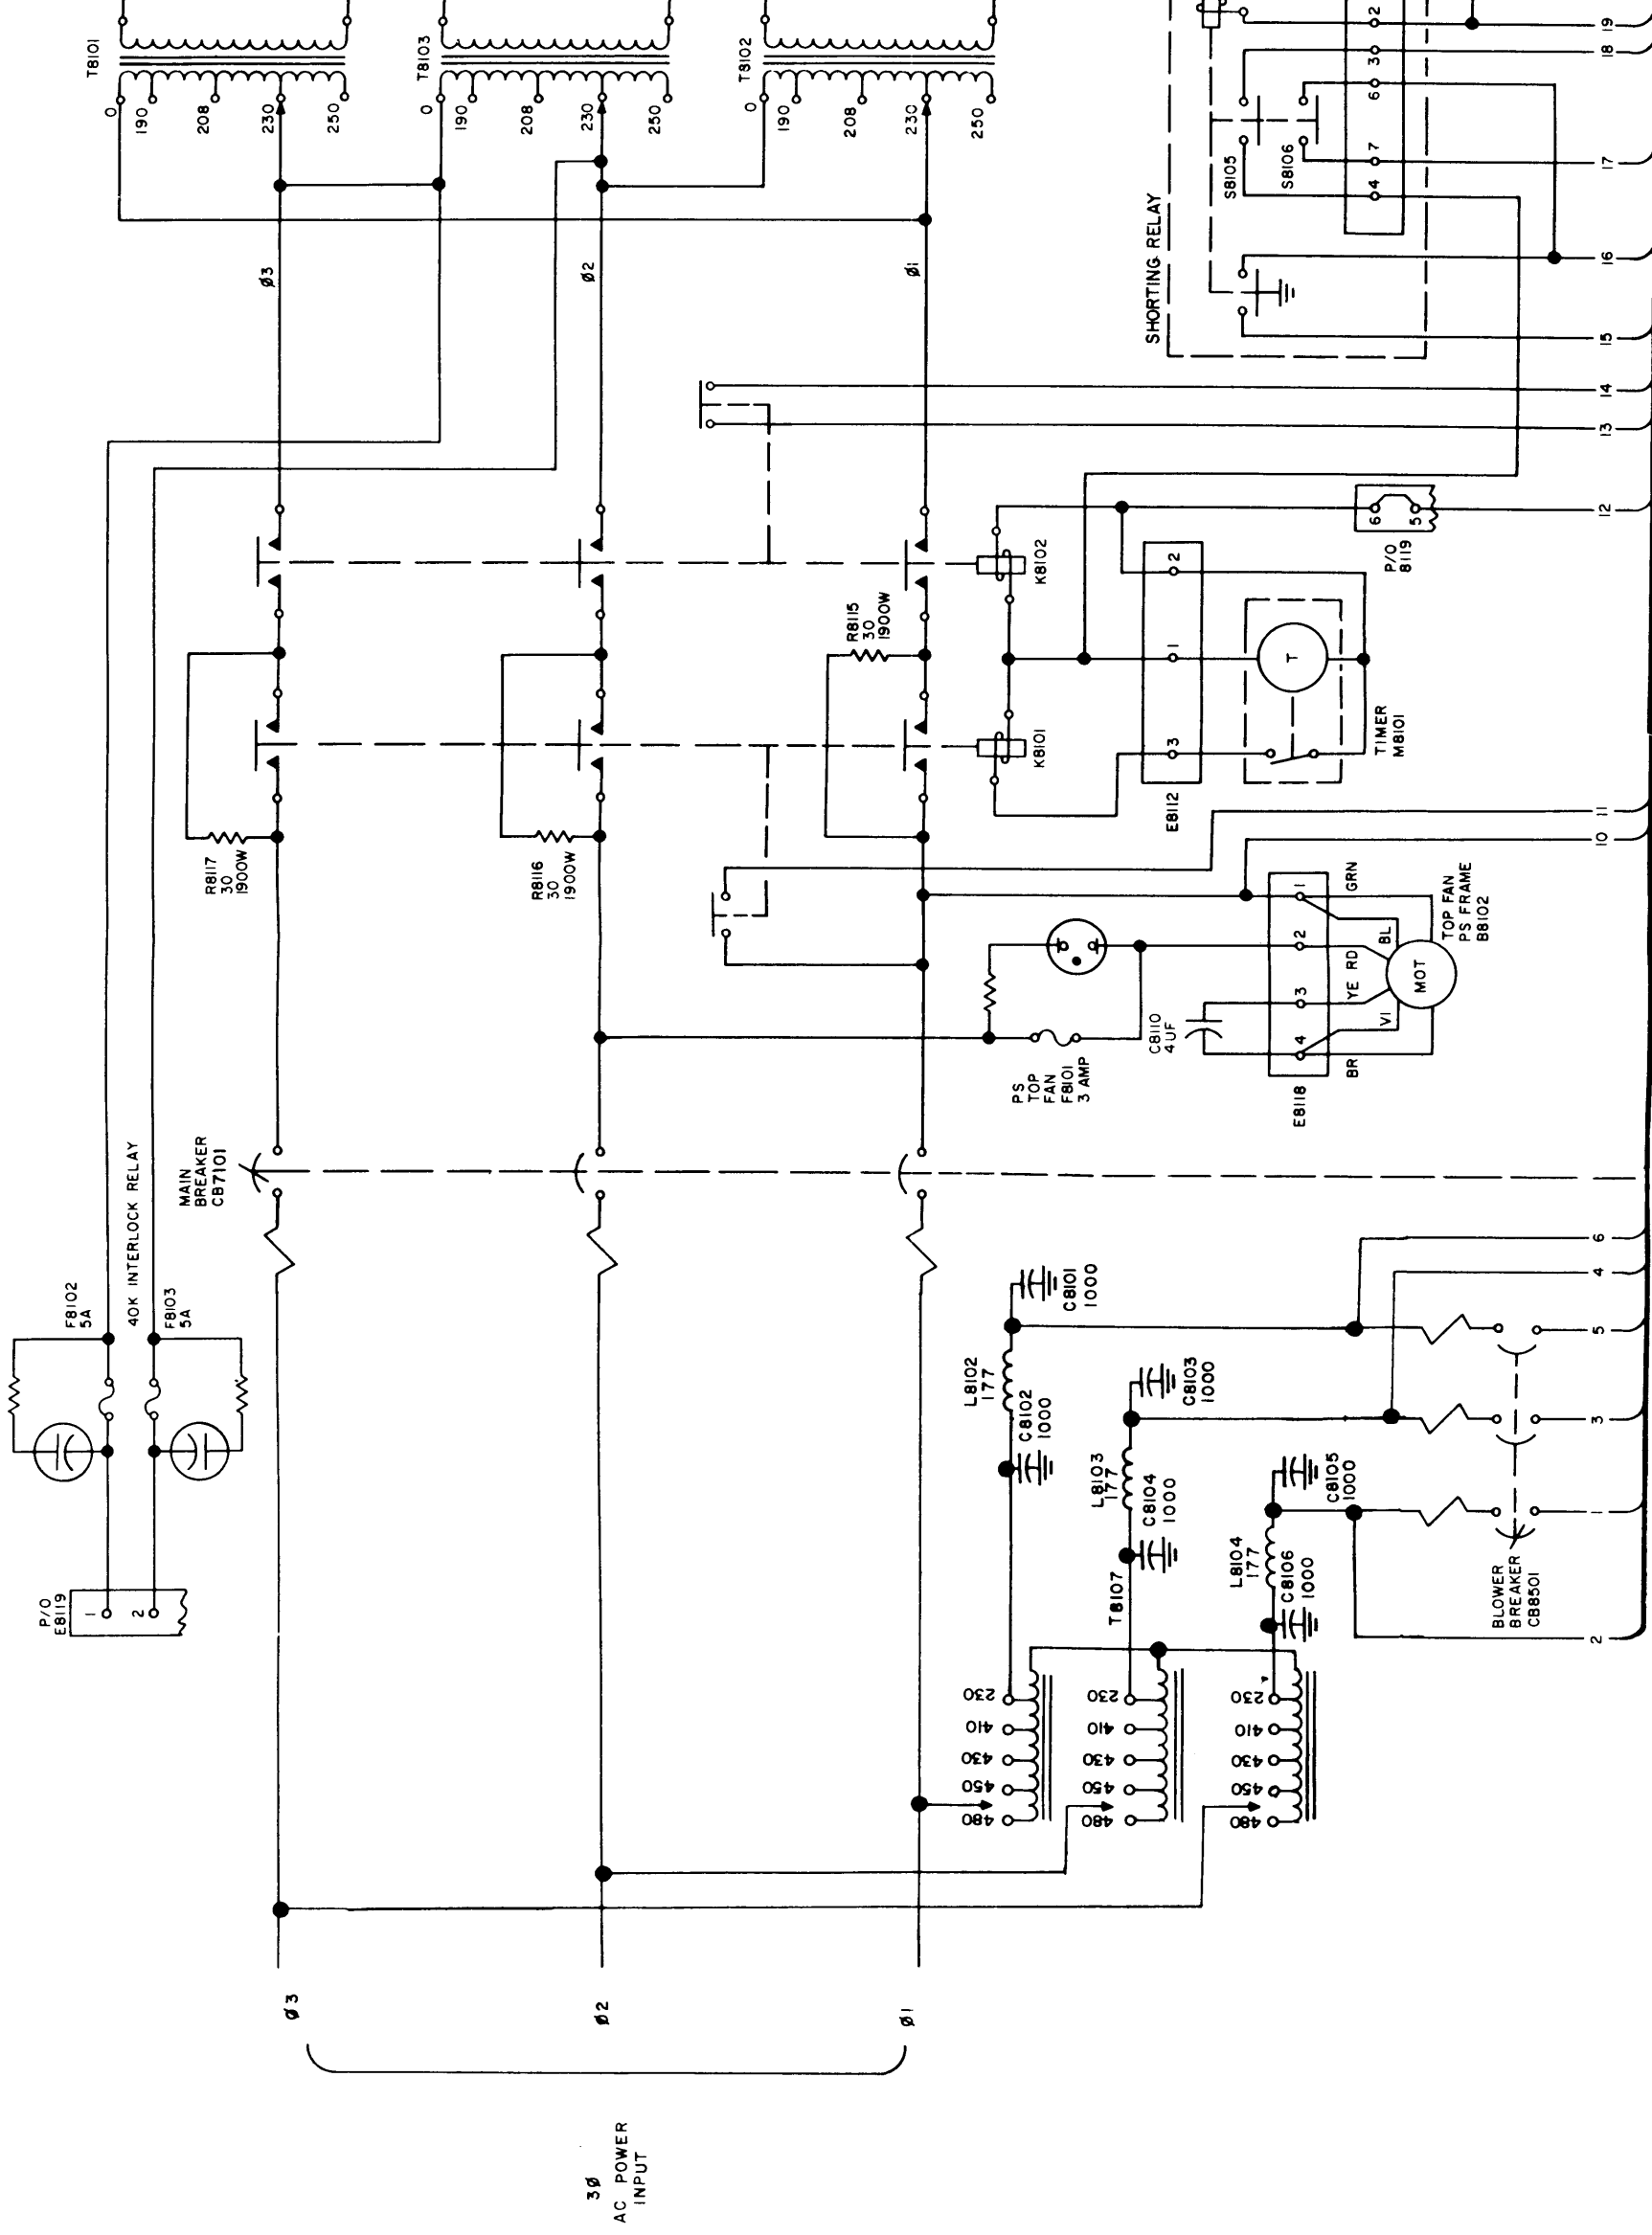 T8101
0
190
208
230
250
T8103
0
190
208
230
250
T8102
0
190
208
230
250
Ø3
Ø2
Ø1
SHORTING RELAY
S8105
S8106
2
3
6
7
4
19
18
17
16
15
14
13
12
R8117
30
1900W
R8116
30
1900W
R8115
30
1900W
K8102
K8101
P/O
8119
6
5
E8112
2
1
3
T
TIMER
M8101
11
10
PS
TOP
FAN
F8101
3 AMP
C8110
4UF
E8118
1
2
3
4
GRN
BL
RD
YE
VI
BR
MOT
TOP FAN
PS FRAME
B8102
MAIN
BREAKER
CB7101
F8102
5A
40K INTERLOCK RELAY
F8103
5A
P/O
E8119
1
2
C8101
1000
L8102
177
C8102
1000
C8103
1000
L8103
177
C8104
1000
C8105
1000
L8104
177
C8106
1000
T8107
230
410
430
450
480
230
410
430
450
480
230
410
430
450
480
BLOWER
BREAKER
CB8501
6
4
5
3
1
2
Ø3
Ø2
Ø1
3Ø
AC POWER
INPUT